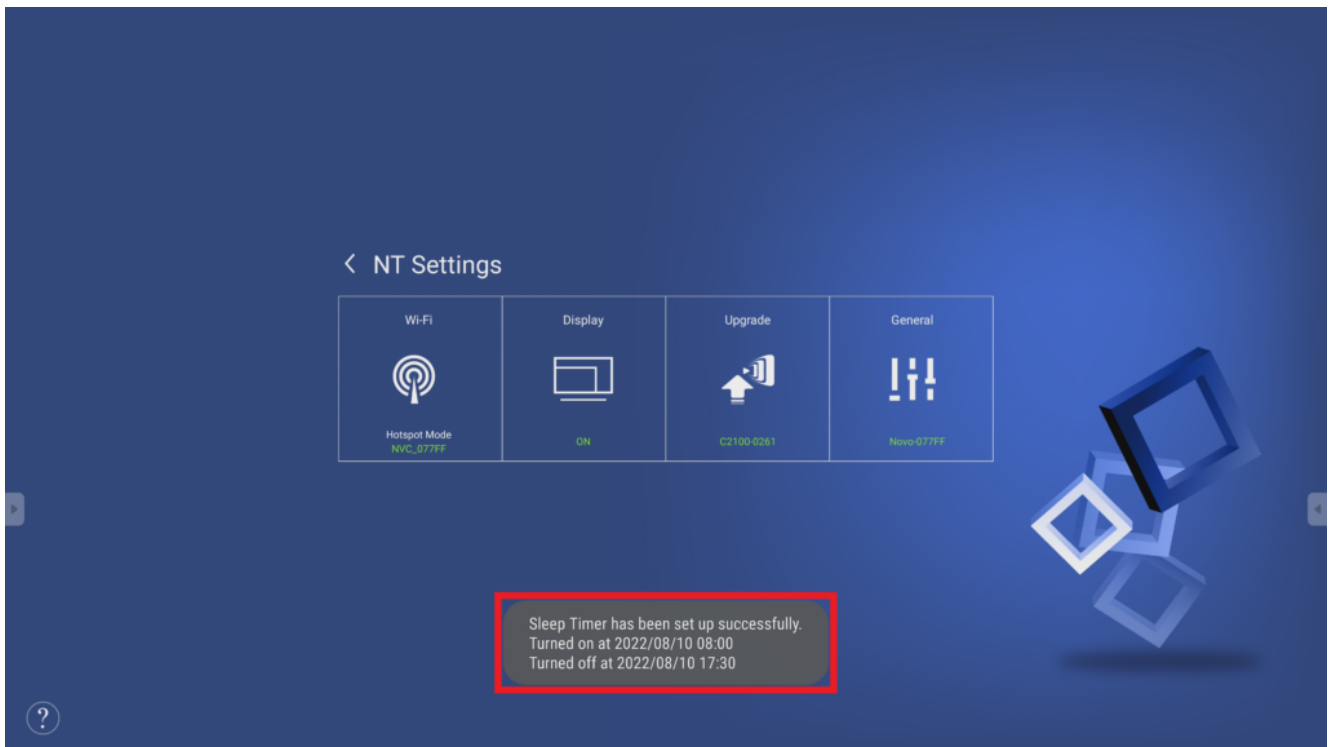 NT Settings
Wi-Fi
Display
Upgrade
General
Hotspot Mode
NVC_077FF
ON
C2100-0261
Novo-077FF
Sleep Timer has been set up successfully.
Turned on at 2022/08/10 08:00
Turned off at 2022/08/10 17:30
?